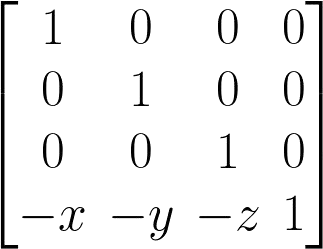 1 0 0 0
0 1 0 0
0 0 1 0
−x −y −z 1